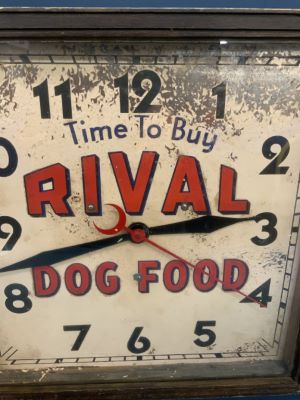 11 12 1
Time To Buy
10 2
RIVAL
9 3
DOG FOOD
8 4
7 6 5